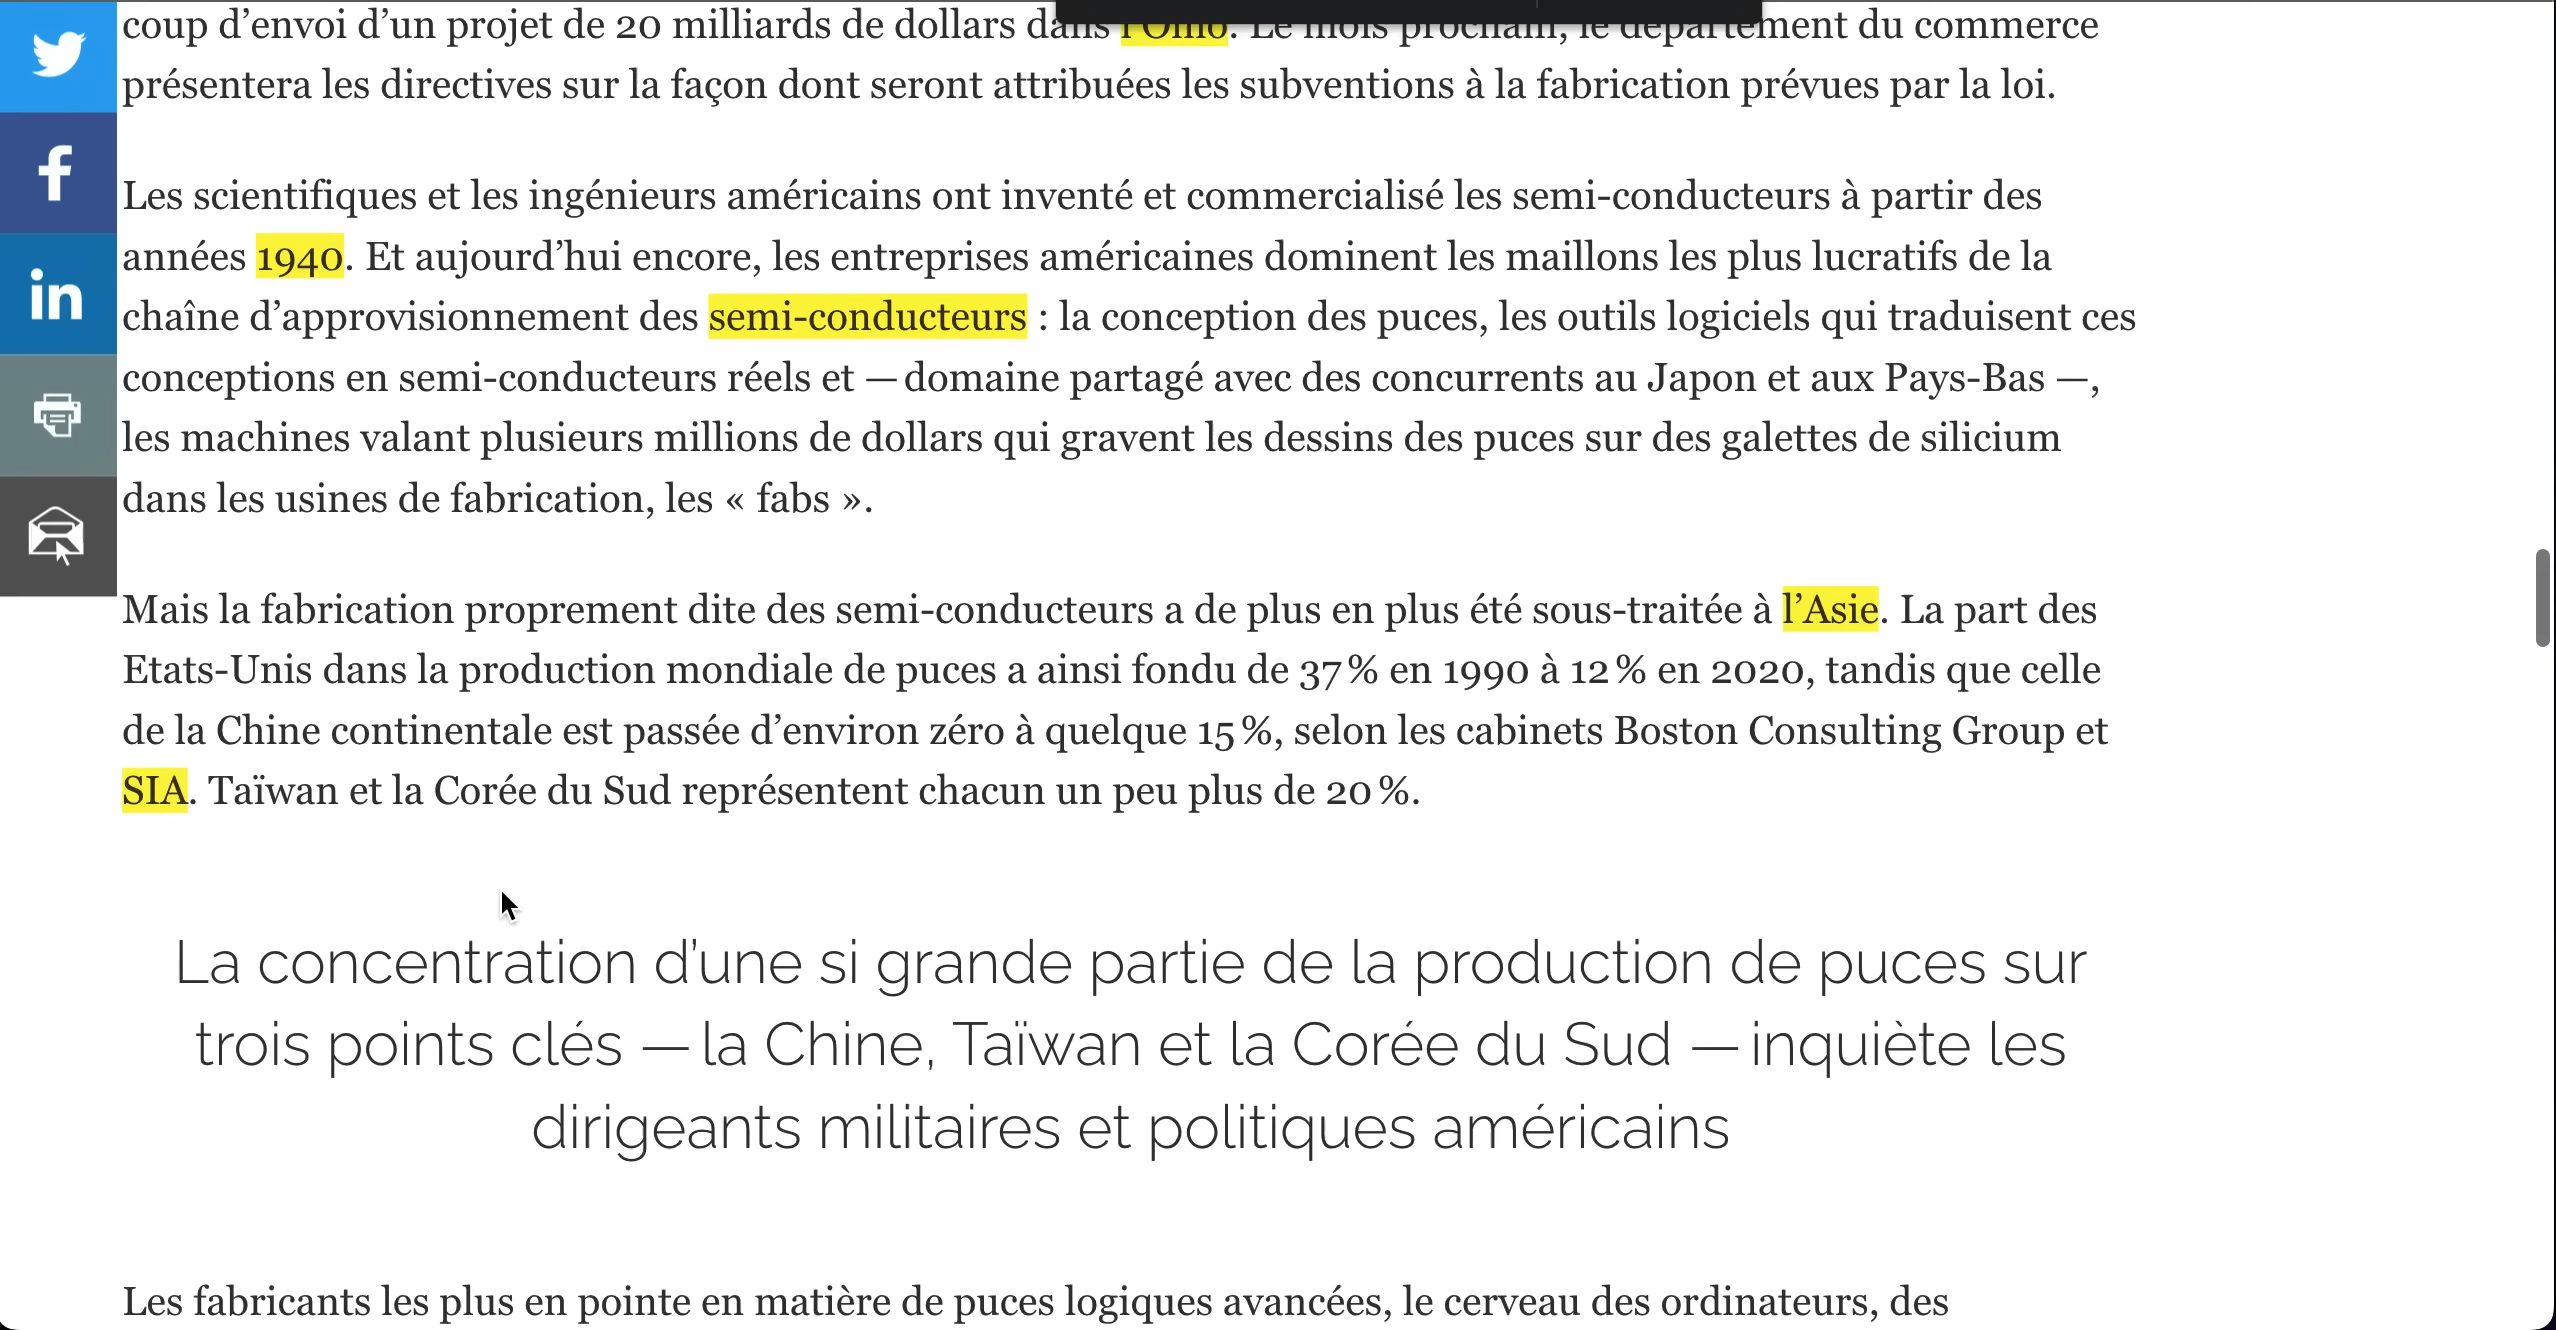 coup d’envoi d’un projet de 20 milliards de dollars dans l’Ohio. Le mois prochain, le département du commerce
présentera les directives sur la façon dont seront attribuées les subventions à la fabrication prévues par la loi.
Les scientifiques et les ingénieurs américains ont inventé et commercialisé les semi-conducteurs à partir des
années 1940. Et aujourd’hui encore, les entreprises américaines dominent les maillons les plus lucratifs de la
chaîne d’approvisionnement des semi-conducteurs : la conception des puces, les outils logiciels qui traduisent ces
conceptions en semi-conducteurs réels et — domaine partagé avec des concurrents au Japon et aux Pays-Bas —,
les machines valant plusieurs millions de dollars qui gravent les dessins des puces sur des galettes de silicium
dans les usines de fabrication, les « fabs ».
Mais la fabrication proprement dite des semi-conducteurs a de plus en plus été sous-traitée à l’Asie. La part des
Etats-Unis dans la production mondiale de puces a ainsi fondu de 37 % en 1990 à 12 % en 2020, tandis que celle
de la Chine continentale est passée d’environ zéro à quelque 15 %, selon les cabinets Boston Consulting Group et
SIA. Taïwan et la Corée du Sud représentent chacun un peu plus de 20 %.
La concentration d’une si grande partie de la production de puces sur
trois points clés — la Chine, Taïwan et la Corée du Sud — inquiète les
dirigeants militaires et politiques américains
Les fabricants les plus en pointe en matière de puces logiques avancées, le cerveau des ordinateurs, des